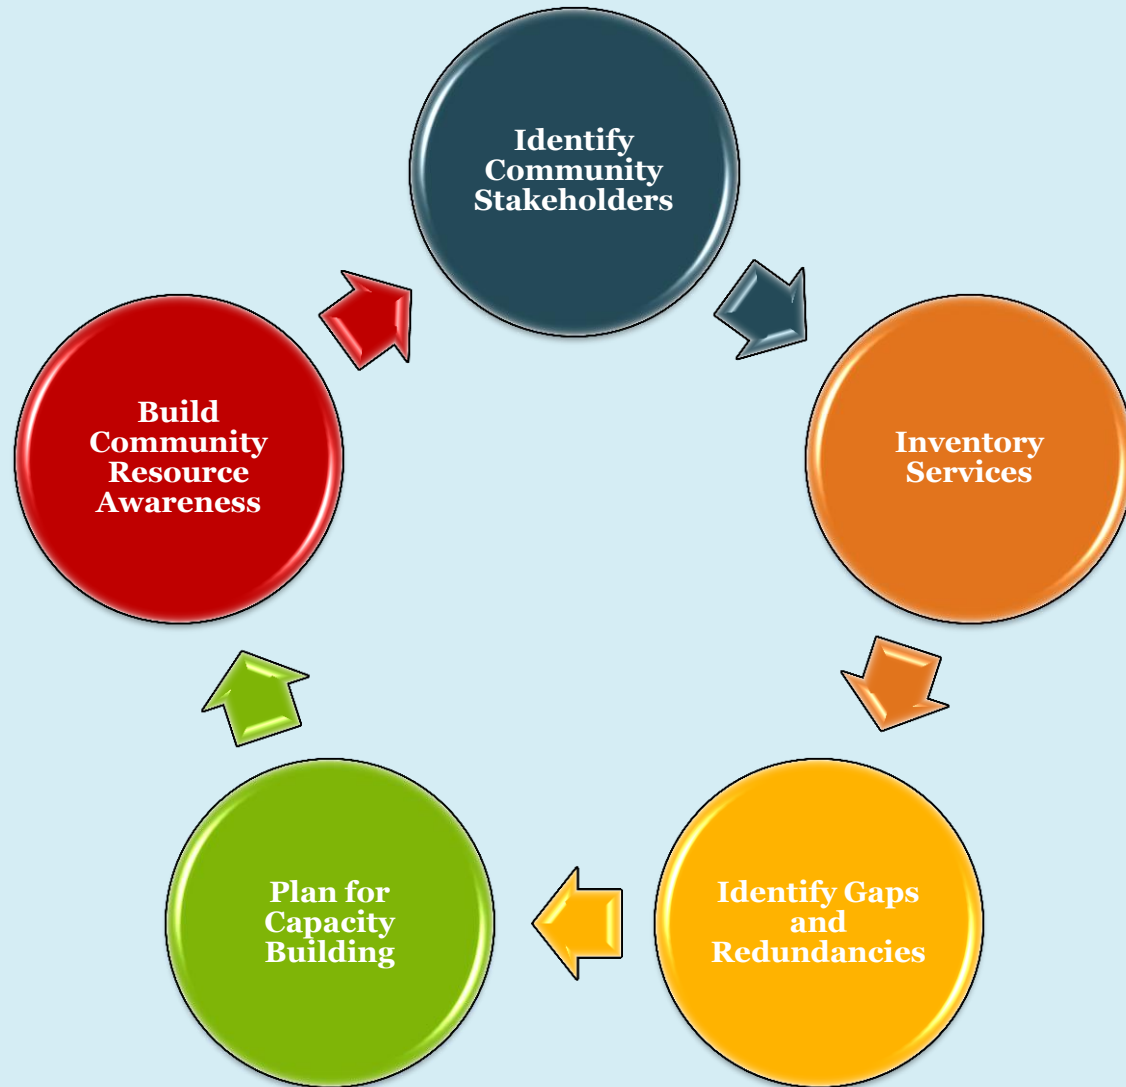 Identify
Community
Stakeholders
Inventory
Services
Identify Gaps
and
Redundancies
Plan for
Capacity
Building
Build
Community
Resource
Awareness